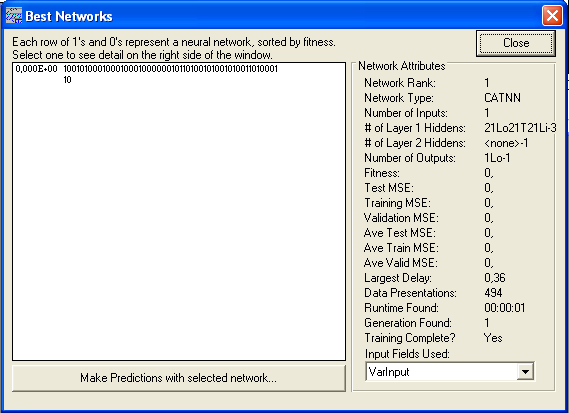 Best Networks
Each row of 1's and 0's represent a neural network, sorted by fitness.
Select one to see detail on the right side of the window.
Close
0,000E+00 100101000100010001000000010110100101001010011010001
10
Network Attributes
Network Rank: 1
Network Type: CATNN
Number of Inputs: 1
# of Layer 1 Hiddens: 21Lo21T21Li-3
# of Layer 2 Hiddens: <none>-1
Number of Outputs: 1Lo-1
Fitness: 0,
Test MSE: 0,
Training MSE: 0,
Validation MSE: 0,
Ave Test MSE: 0,
Ave Train MSE: 0,
Ave Valid MSE: 0,
Largest Delay: 0,36
Data Presentations: 494
Runtime Found: 00:00:01
Generation Found: 1
Training Complete? Yes
Input Fields Used:
VarInput
Make Predictions with selected network...